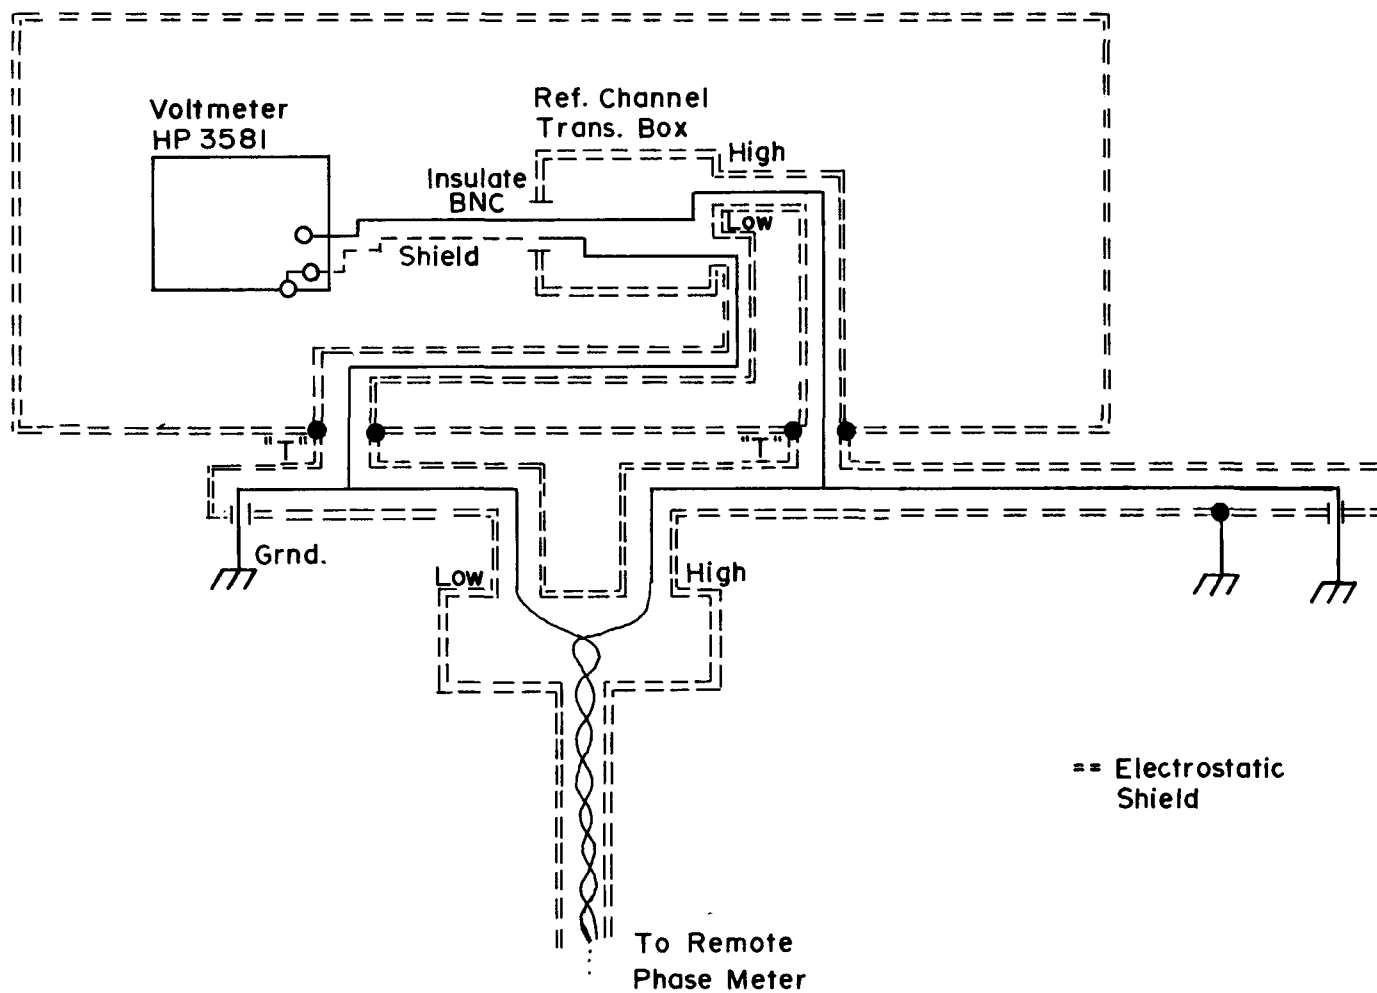 Voltmeter
HP 3581
Ref. Channel
Trans. Box
High
Insulate
BNC
Low
Shield
"T"
"T"
Grnd.
Low
High
== Electrostatic
Shield
To Remote
Phase Meter